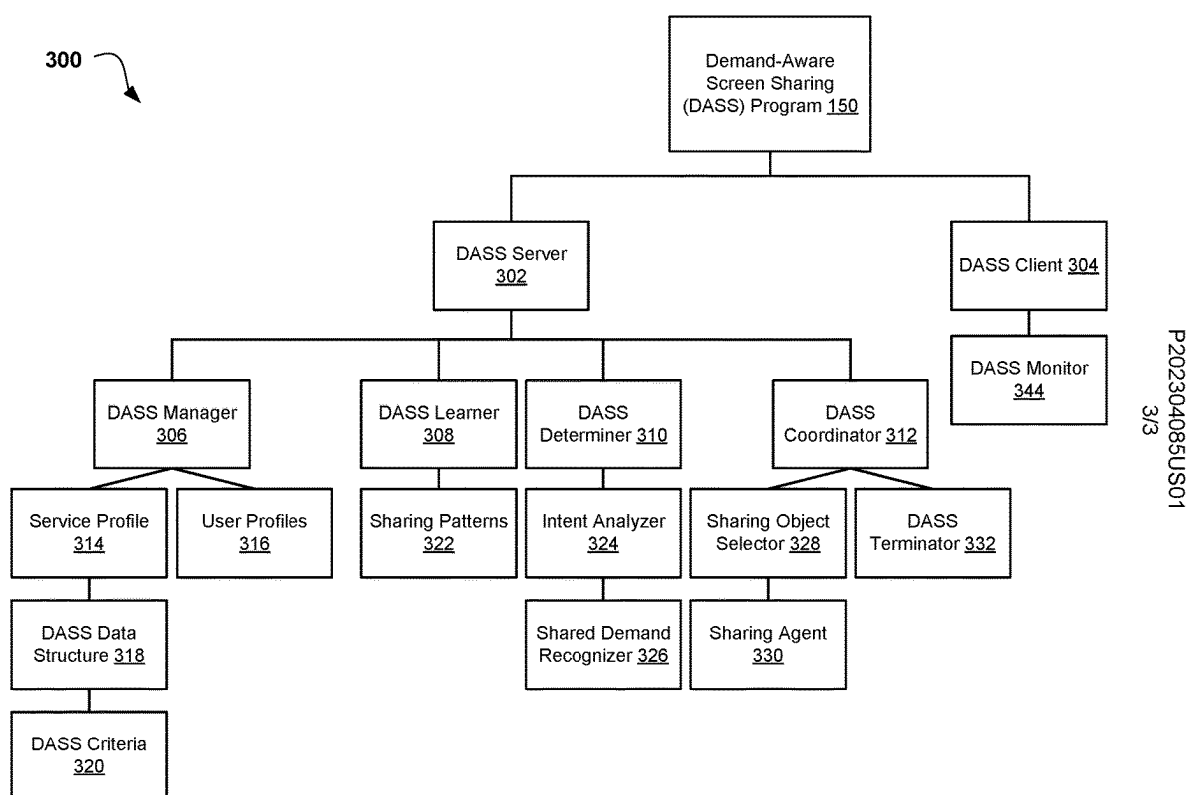 300
Demand-Aware
Screen Sharing
(DASS) Program 150
DASS Server
302
DASS Client 304
DASS Monitor
344
DASS Manager
306
DASS Learner
308
DASS
Determiner 310
DASS
Coordinator 312
Service Profile
314
User Profiles
316
Sharing Patterns
322
Intent Analyzer
324
Sharing Object
Selector 328
DASS
Terminator 332
DASS Data
Structure 318
Shared Demand
Recognizer 326
Sharing Agent
330
DASS Criteria
320
P202304085US01
3/3